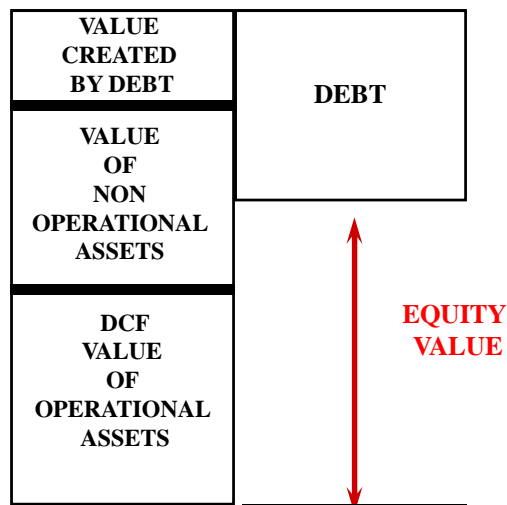 VALUE
CREATED
BY DEBT
DEBT
VALUE
OF
NON
OPERATIONAL
ASSETS
DCF
VALUE
OF
OPERATIONAL
ASSETS
EQUITY
VALUE